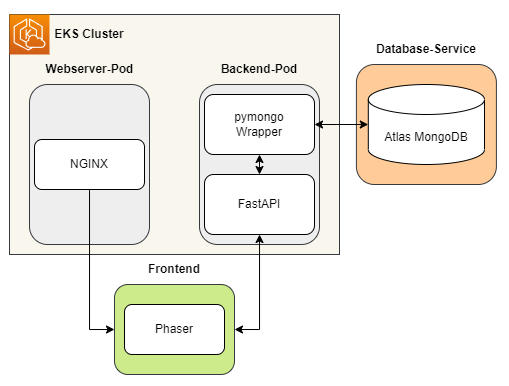 EKS Cluster
Database-Service
Webserver-Pod
Backend-Pod
pymongo
Wrapper
Atlas MongoDB
NGINX
FastAPI
Frontend
Phaser